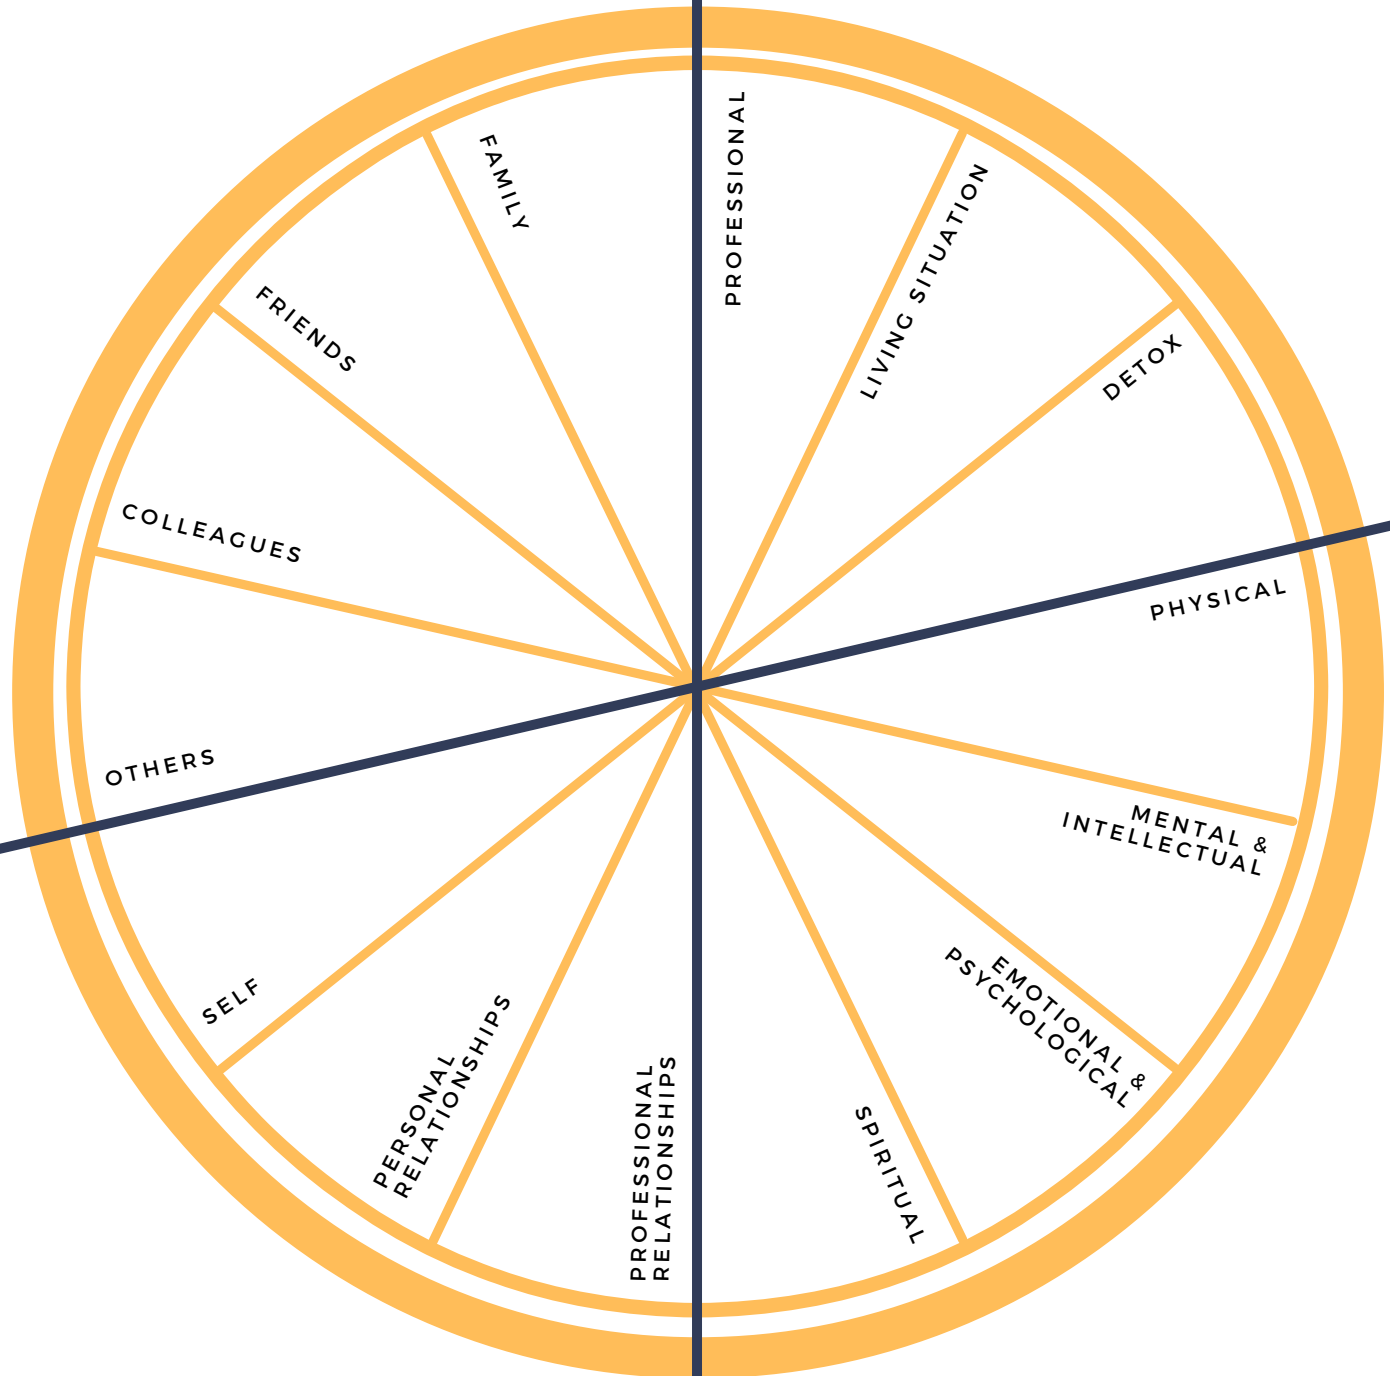 PROFESSIONAL
LIVING SITUATION
DETOX
PHYSICAL
MENTAL &
INTELLECTUAL
EMOTIONAL &
PSYCHOLOGICAL
SPIRITUAL
PROFESSIONAL
RELATIONSHIPS
PERSONAL
RELATIONSHIPS
SELF
OTHERS
COLLEAGUES
FRIENDS
FAMILY